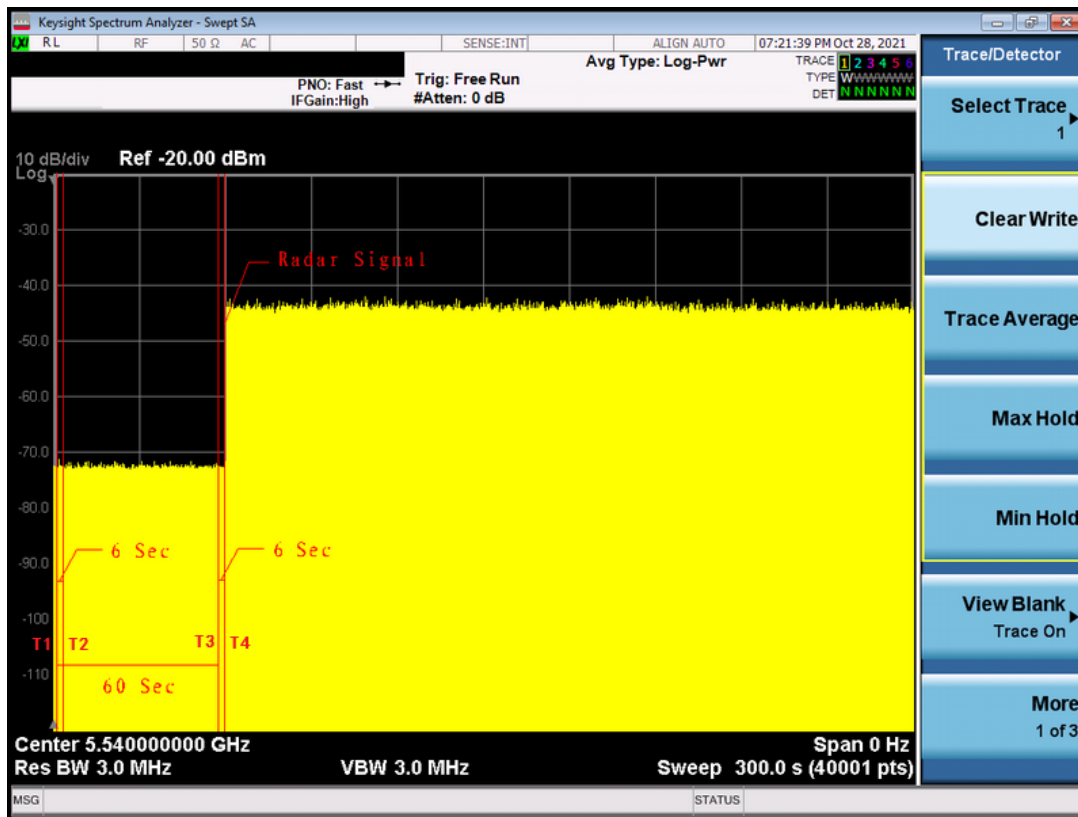 Keysight Spectrum Analyzer - Swept SA
LXI RL RF 50 Ω AC SENSE:INT ALIGN AUTO 07:21:39 PM Oct 28, 2021
Trace/Detector
Avg Type: Log-Pwr
TRACE 1 2 3 4 5 6
PNO: Fast Trig: Free Run
TYPE WWWWWWW
IFGain:High #Atten: 0 dB
DET N N N N N N
Select Trace
1
10 dB/div Ref -20.00 dBm
Log
Clear Write
-30.0
Radar Signal
-40.0
Trace Average
-50.0
-60.0
Max Hold
-70.0
-80.0
Min Hold
6 Sec 6 Sec
-90.0
View Blank
Trace On
-100
T1 T2 T3 T4
-110
60 Sec
More
1 of 3
Center 5.540000000 GHz Span 0 Hz
Res BW 3.0 MHz VBW 3.0 MHz Sweep 300.0 s (40001 pts)
MSG STATUS